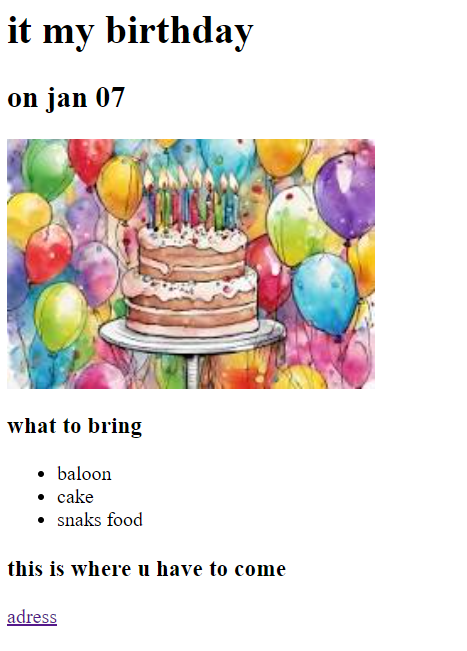 it my birthday
on jan 07
what to bring
baloon
cake
snaks food
this is where u have to come
adress